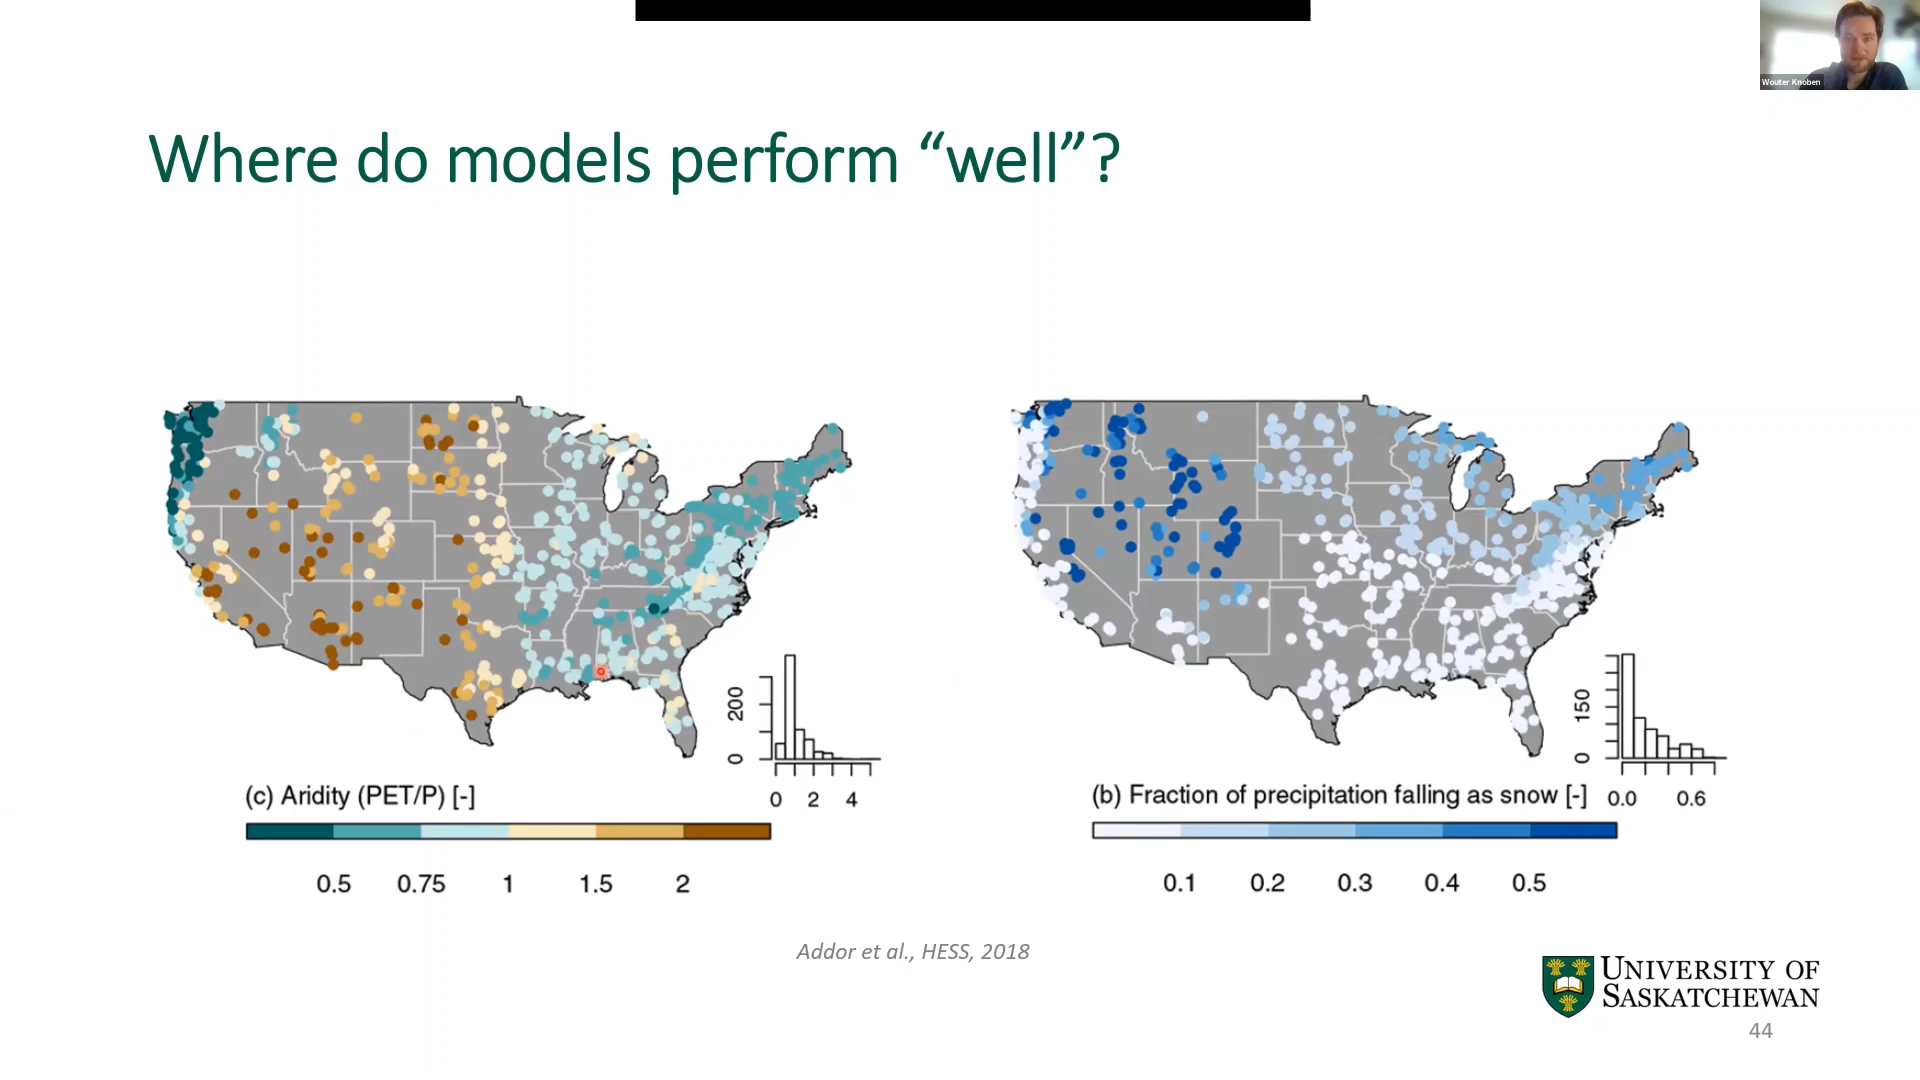 Wouter Knoben
Where do models perform “well”?
200
0
0 2 4
(c) Aridity (PET/P) [-]
0.5 0.75 1 1.5 2
150
0
0.0 0.6
(b) Fraction of precipitation falling as snow [-]
0.1 0.2 0.3 0.4 0.5
Addor et al., HESS, 2018
UNIVERSITY OF
SASKATCHEWAN
44